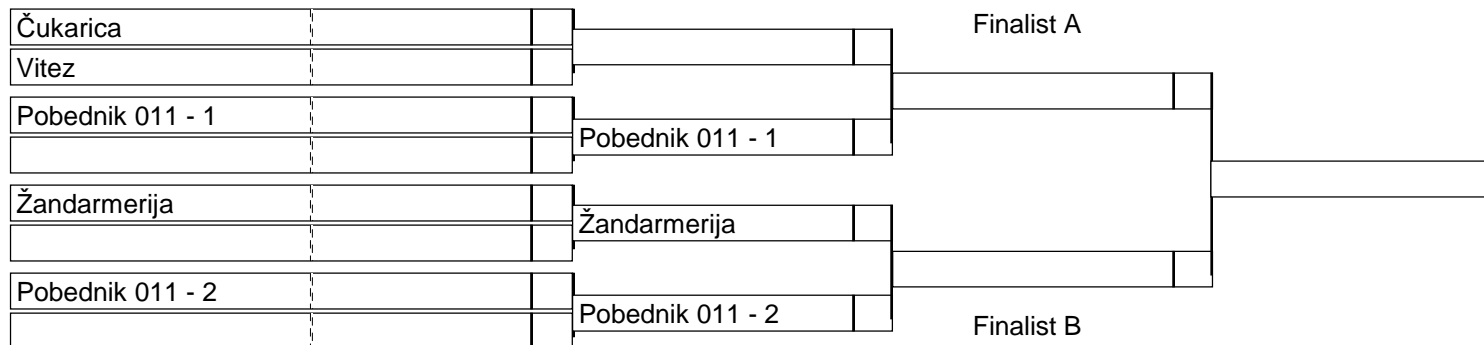 Čukarica
Finalist A
Vitez
Pobednik 011 - 1
Pobednik 011 - 1
Žandarmerija
Žandarmerija
Pobednik 011 - 2
Pobednik 011 - 2
Finalist B